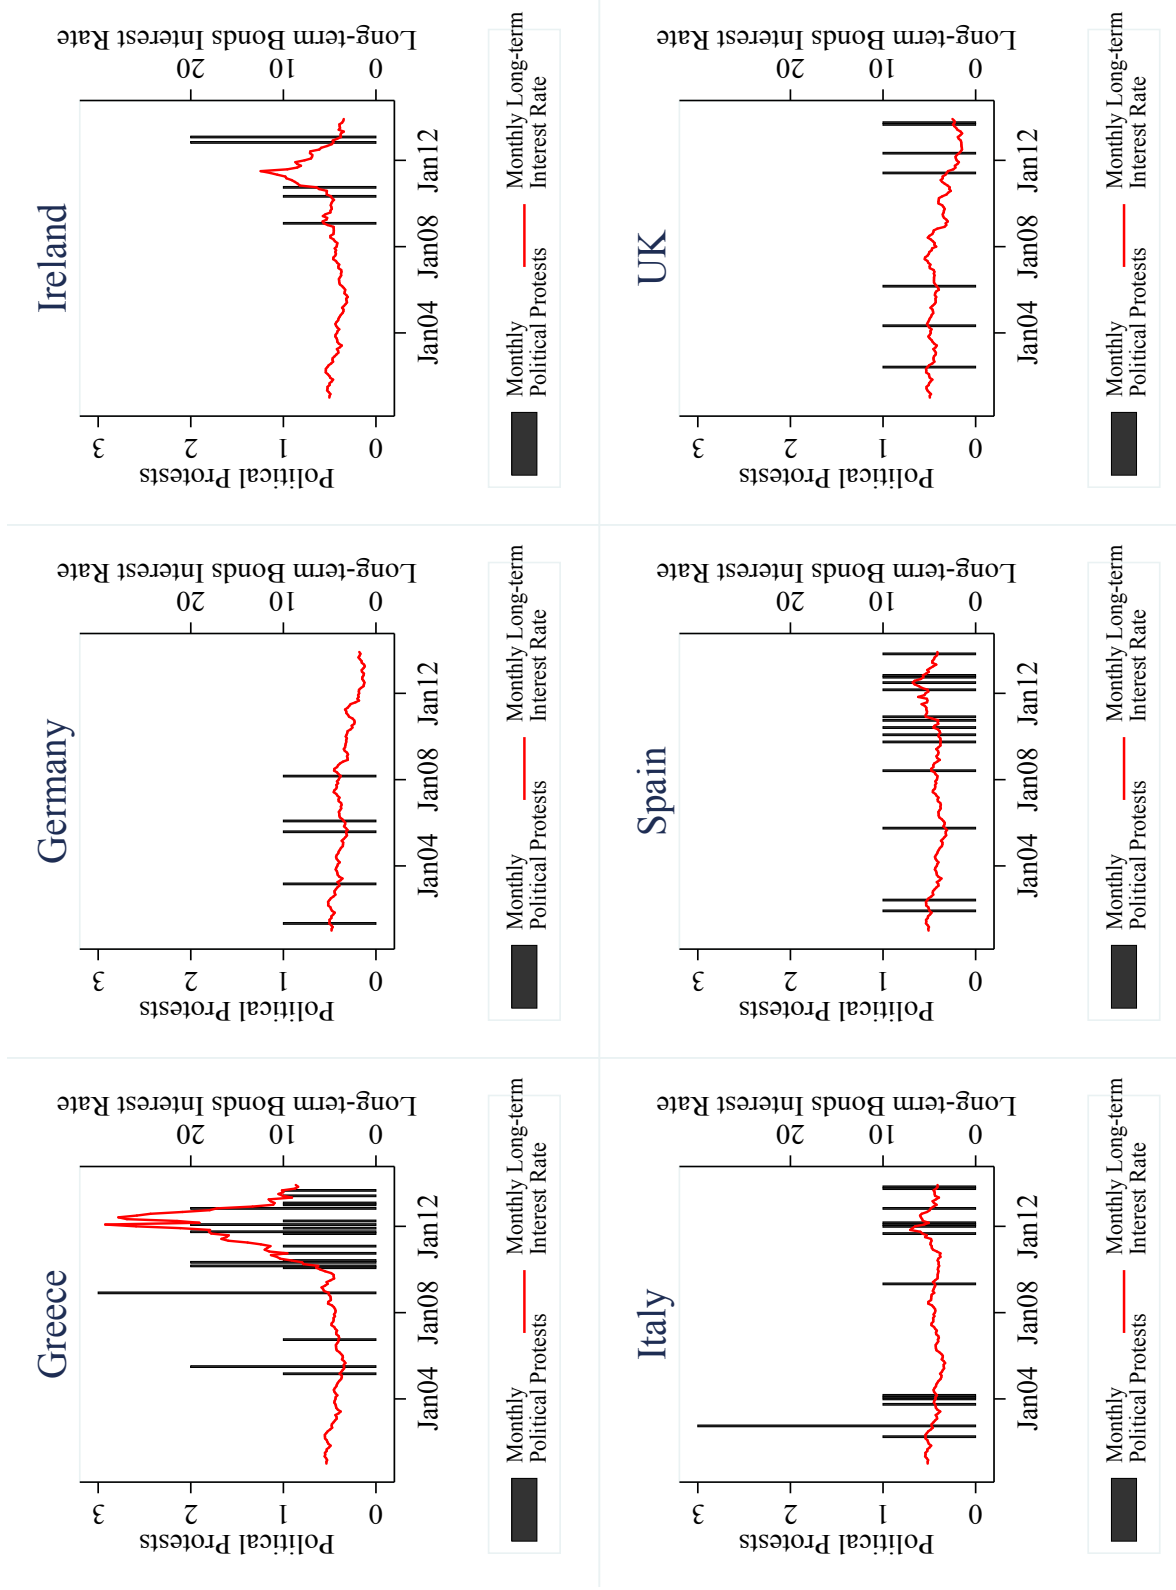 Greece
Political Protests
3
2
1
0
Jan04
Jan08
Jan12
20
10
0
Long-term Bonds Interest Rate
Monthly
Political Protests
Monthly Long-term
Interest Rate
Germany
Political Protests
3
2
1
0
Jan04
Jan08
Jan12
20
10
0
Long-term Bonds Interest Rate
Monthly
Political Protests
Monthly Long-term
Interest Rate
Ireland
Political Protests
3
2
1
0
Jan04
Jan08
Jan12
20
10
0
Long-term Bonds Interest Rate
Monthly
Political Protests
Monthly Long-term
Interest Rate
Italy
Political Protests
3
2
1
0
Jan04
Jan08
Jan12
20
10
0
Long-term Bonds Interest Rate
Monthly
Political Protests
Monthly Long-term
Interest Rate
Spain
Political Protests
3
2
1
0
Jan04
Jan08
Jan12
20
10
0
Long-term Bonds Interest Rate
Monthly
Political Protests
Monthly Long-term
Interest Rate
UK
Political Protests
3
2
1
0
Jan04
Jan08
Jan12
20
10
0
Long-term Bonds Interest Rate
Monthly
Political Protests
Monthly Long-term
Interest Rate